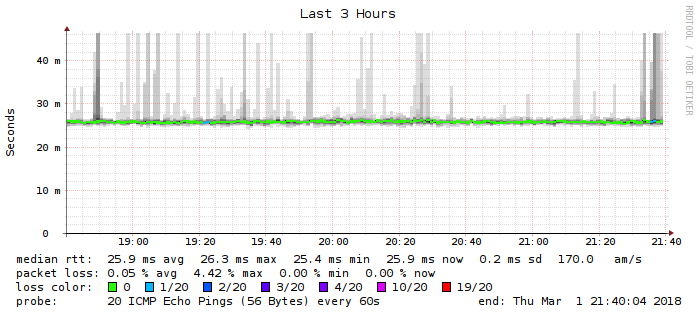 Last 3 Hours
RRDTOOL / TOBI OETIKER
Seconds
40 m
30 m
20 m
10 m
0
19:00 19:20 19:40 20:00 20:20 20:40 21:00 21:20 21:40
median rtt: 25.9 ms avg 26.3 ms max 25.4 ms min 25.9 ms now 0.2 ms sd 170.0 am/s
packet loss: 0.05 % avg 4.42 % max 0.00 % min 0.00 % now
loss color: 0 1/20 2/20 3/20 4/20 10/20 19/20
probe: 20 ICMP Echo Pings (56 Bytes) every 60s end: Thu Mar 1 21:40:04 2018